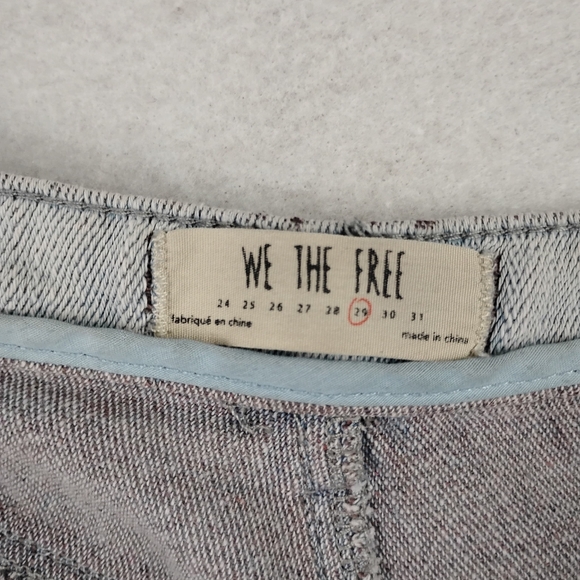 WE THE FREE
24 25 26 27 28 29 30 31
fabriqué en chine
made in china